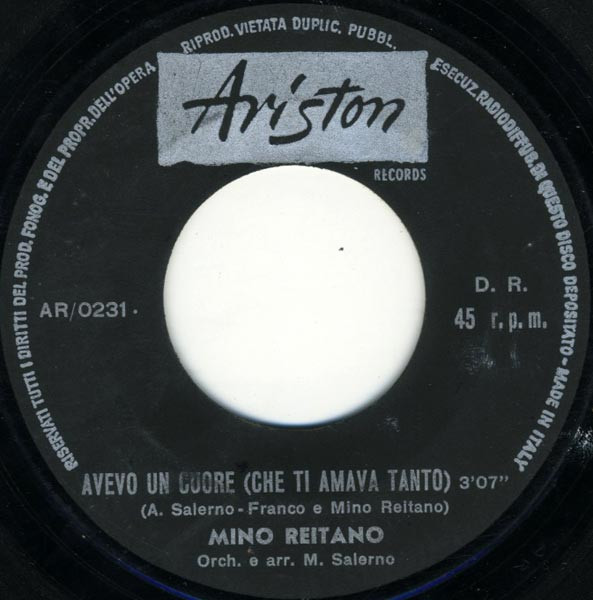 RISERVATI TUTTI I DIRITTI DEL PROD. FONOG. E DEL PROPR. DELL'OPERA
RIPROD. VIETATA DUPLIC. PUBBL.
ESECUZ. RADIODIFFUS. DI QUESTO DISCO DEPOSITATO - MADE IN ITALY
Ariston
RECORDS
AR/0231.
D. R.
45 r.p.m.
AVEVO UN CUORE (CHE TI AMAVA TANTO) 3'07"
(A. Salerno - Franco e Mino Reitano)
MINO REITANO
Orch. e arr. M. Salerno